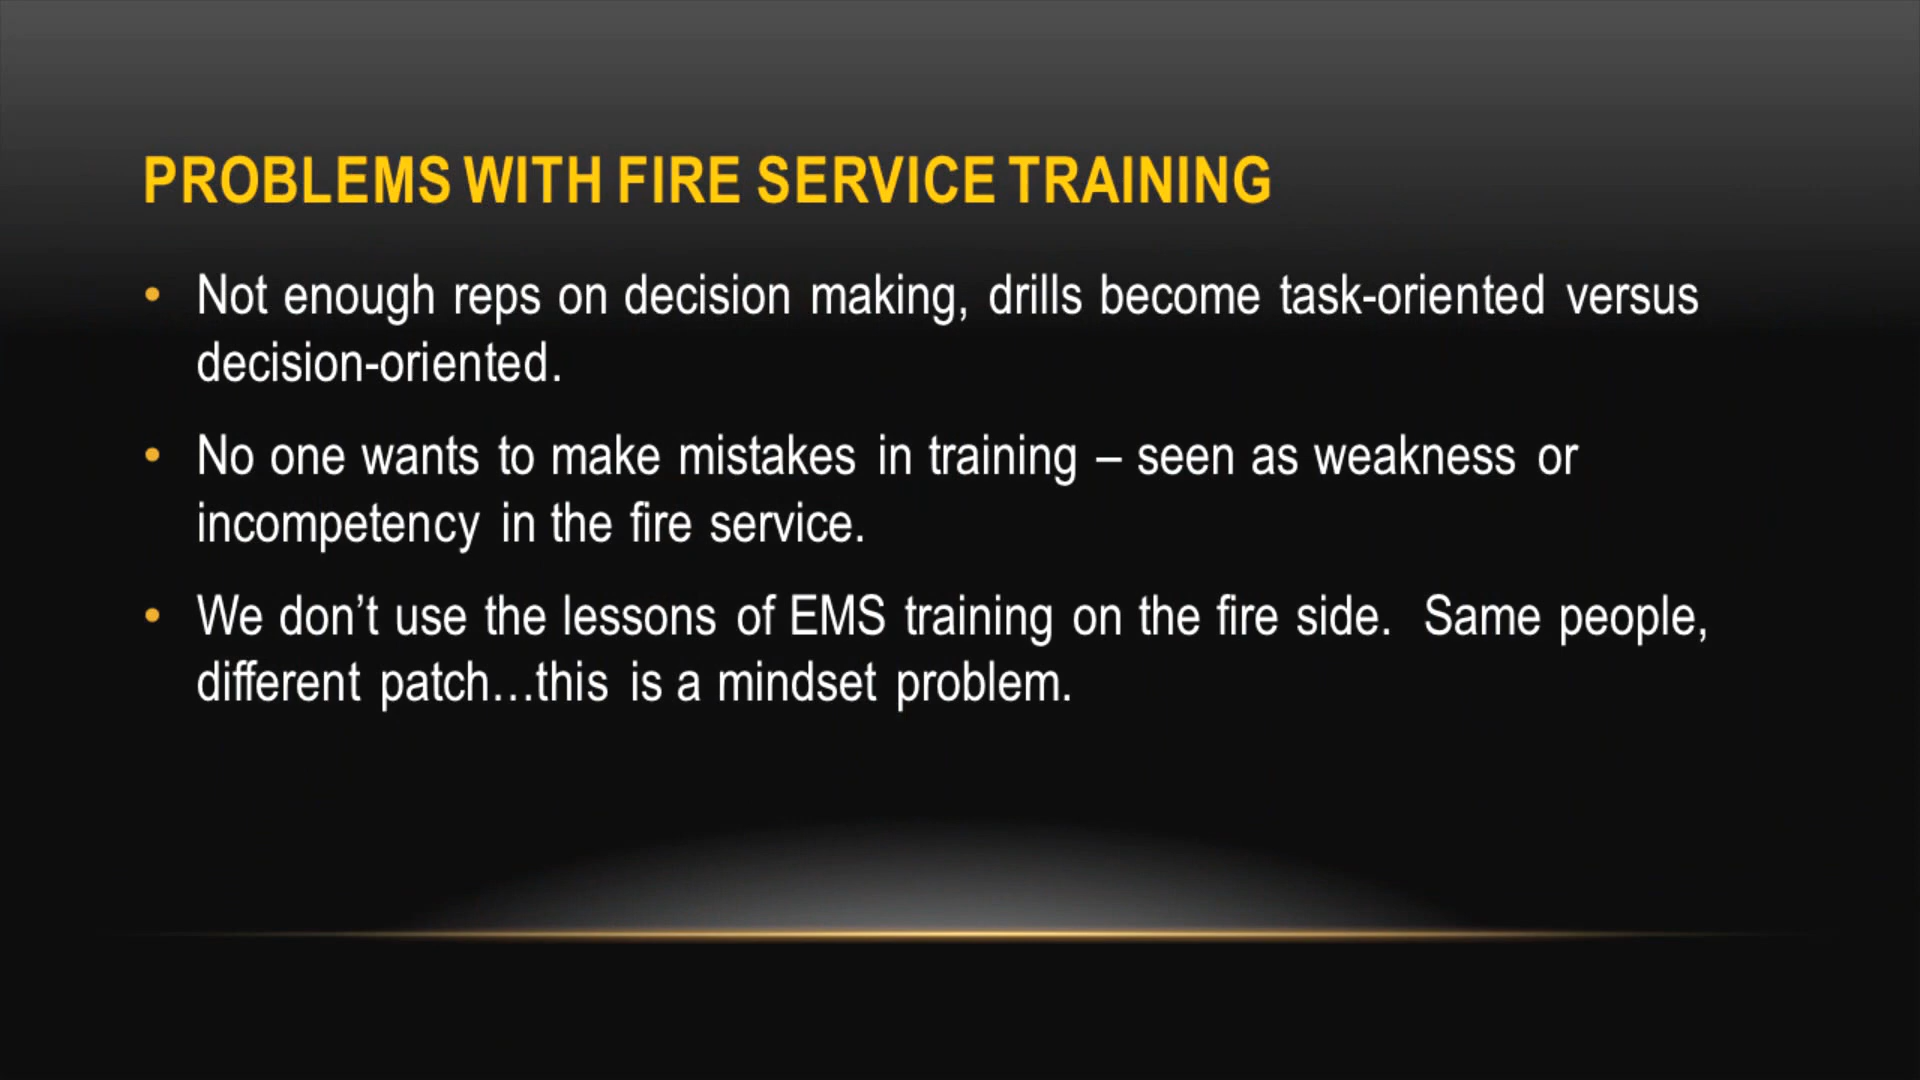 PROBLEMS WITH FIRE SERVICE TRAINING
• Not enough reps on decision making, drills become task-oriented versus
decision-oriented.
• No one wants to make mistakes in training – seen as weakness or
incompetency in the fire service.
• We don’t use the lessons of EMS training on the fire side.  Same people,
different patch…this is a mindset problem.